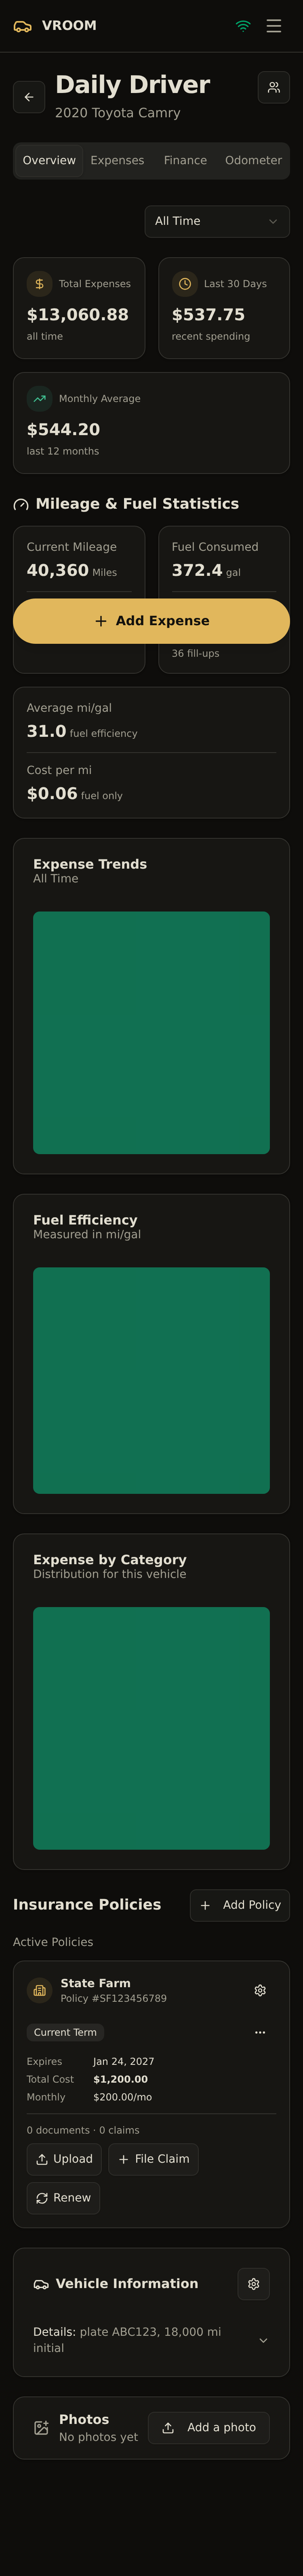 VROOM
Daily Driver
2020 Toyota Camry
Overview Expenses Finance Odometer
All Time
Total Expenses
$13,060.88
all time
Last 30 Days
$537.75
recent spending
Monthly Average
$544.20
last 12 months
Mileage & Fuel Statistics
Current Mileage
40,360 Miles
Fuel Consumed
372.4 gal
Add Expense
36 fill-ups
Average mi/gal
31.0 fuel efficiency
Cost per mi
$0.06 fuel only
Expense Trends
All Time
Fuel Efficiency
Measured in mi/gal
Expense by Category
Distribution for this vehicle
Insurance Policies
Add Policy
Active Policies
State Farm
Policy #SF123456789
Current Term
Expires Jan 24, 2027
Total Cost $1,200.00
Monthly $200.00/mo
0 documents · 0 claims
Upload
File Claim
Renew
Vehicle Information
Details: plate ABC123, 18,000 mi
initial
Photos
No photos yet
Add a photo